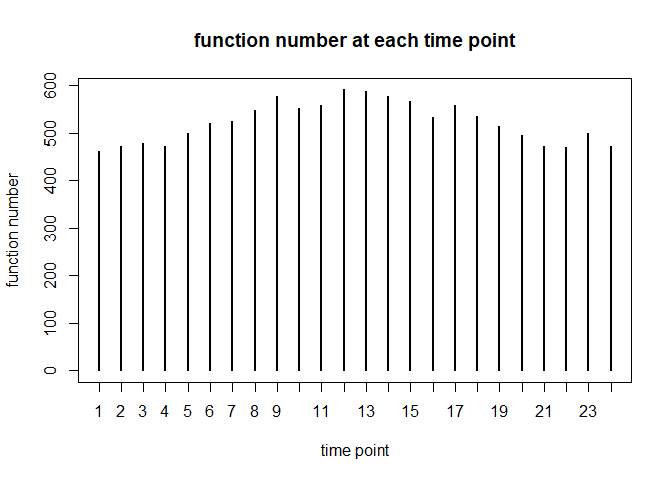 function number at each time point
function number
600
500
400
300
200
100
0
1 2 3 4 5 6 7 8 9 11 13 15 17 19 21 23
time point